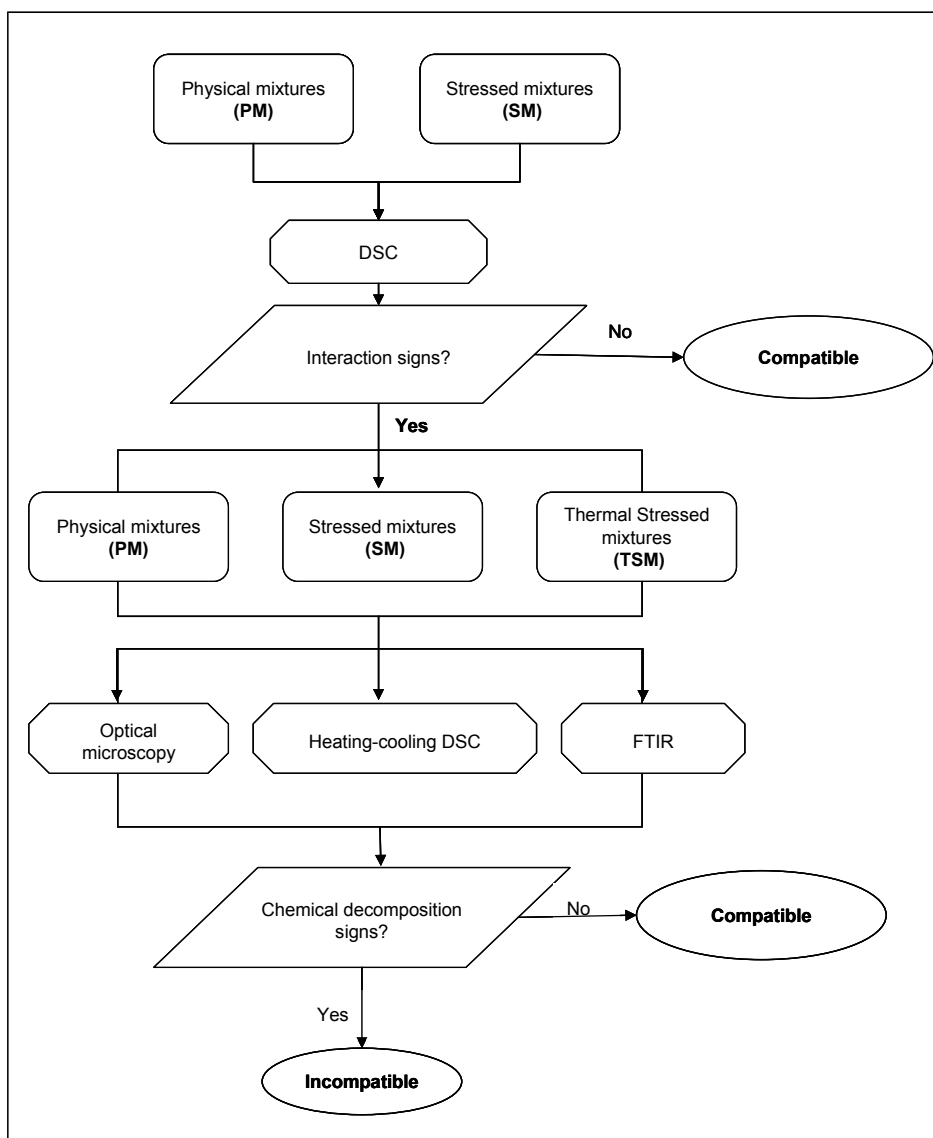 Physical mixtures
(PM)
Stressed mixtures
(SM)
DSC
Interaction signs?
No
Compatible
Yes
Physical mixtures
(PM)
Stressed mixtures
(SM)
Thermal Stressed
mixtures
(TSM)
Optical
microscopy
Heating-cooling DSC
FTIR
Chemical decomposition
signs?
No
Compatible
Yes
Incompatible